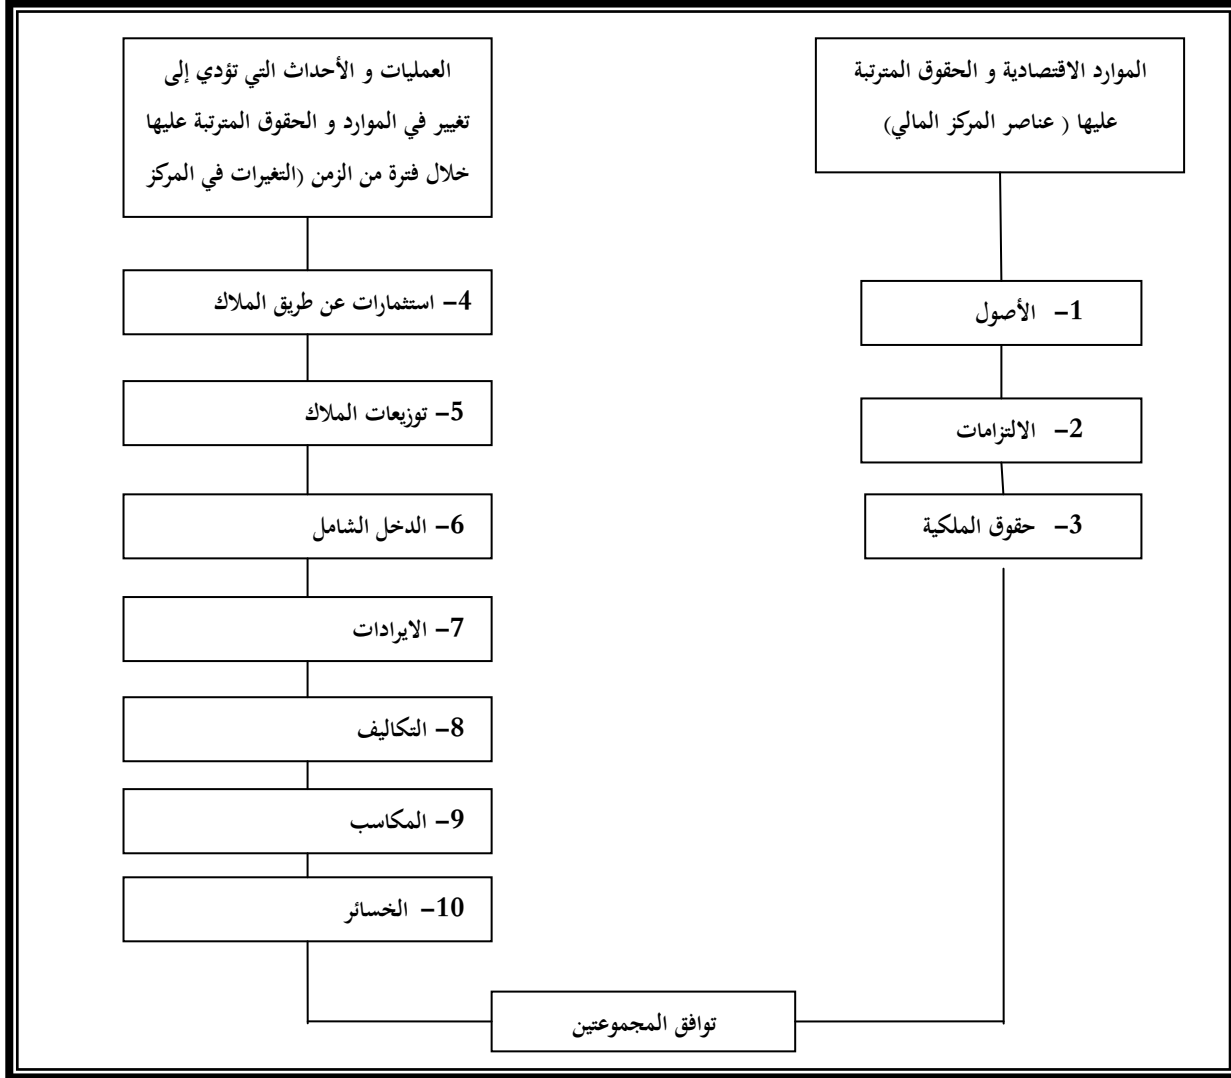 الموارد الاقتصادية و الحقوق المترتبة
عليها ( عناصر المركز المالي)
1- الأصول
2- الالتزامات
3- حقوق الملكية
العمليات و الأحداث التي تؤدي إلى
تغيير في الموارد و الحقوق المترتبة عليها
خلال فترة من الزمن (التغيرات في المركز
4- استثمارات عن طريق الملاك
5- توزيعات الملاك
6- الدخل الشامل
7- الايرادات
8- التكاليف
9- المكاسب
10- الخسائر
توافق المجموعتين